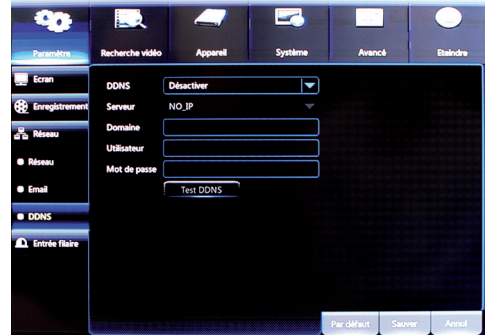 Paramètre Recherche vidéo Appareil Système Avancé Eteindre
Ecran
Enregistrement
Réseau
Réseau
Email
DDNS
Entrée filaire
DDNS Désactiver
Serveur NO_IP
Domaine
Utilisateur
Mot de passe
Test DDNS
Par défaut Sauver Annul